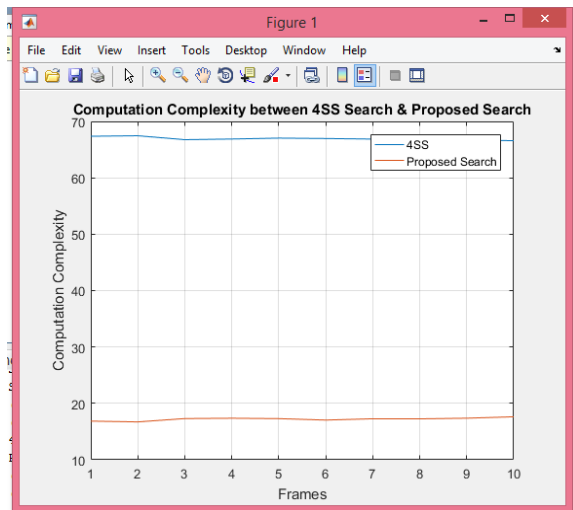 Figure 1
File Edit View Insert Tools Desktop Window Help
Computation Complexity between 4SS Search & Proposed Search
4SS
Proposed Search
Computation Complexity
70
60
50
40
30
20
10
1 2 3 4 5 6 7 8 9 10
Frames